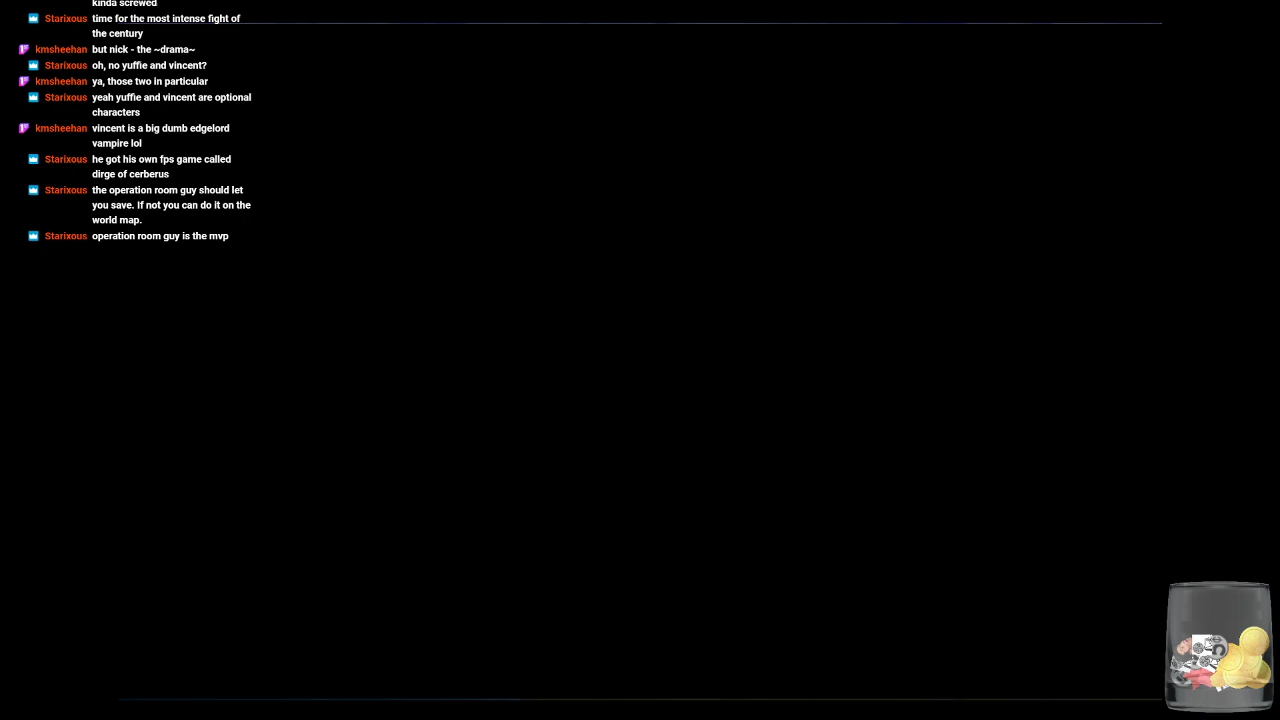 kinda screwed
Starixous time for the most intense fight of
the century
kmsheehan but nick - the ~drama~
Starixous oh, no yuffie and vincent?
kmsheehan ya, those two in particular
Starixous yeah yuffie and vincent are optional
characters
kmsheehan vincent is a big dumb edgelord
vampire lol
Starixous he got his own fps game called
dirge of cerberus
Starixous the operation room guy should let
you save. If not you can do it on the
world map.
Starixous operation room guy is the mvp